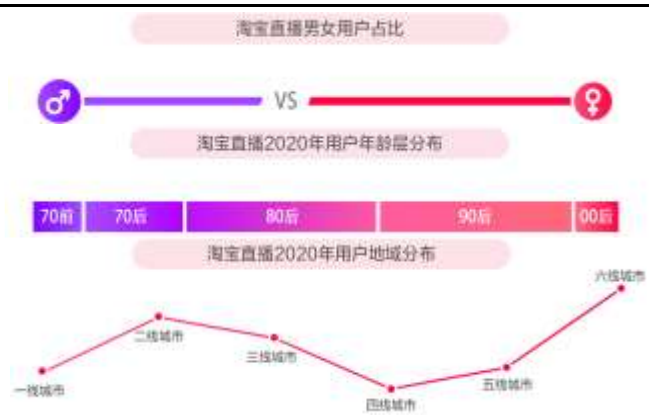 淘宝直播男女用户占比
VS
淘宝直播2020年用户年龄层分布
70前 70后 80后 90后 00后
淘宝直播2020年用户地域分布
六线城市
二线城市
三线城市
一线城市
四线城市
五线城市